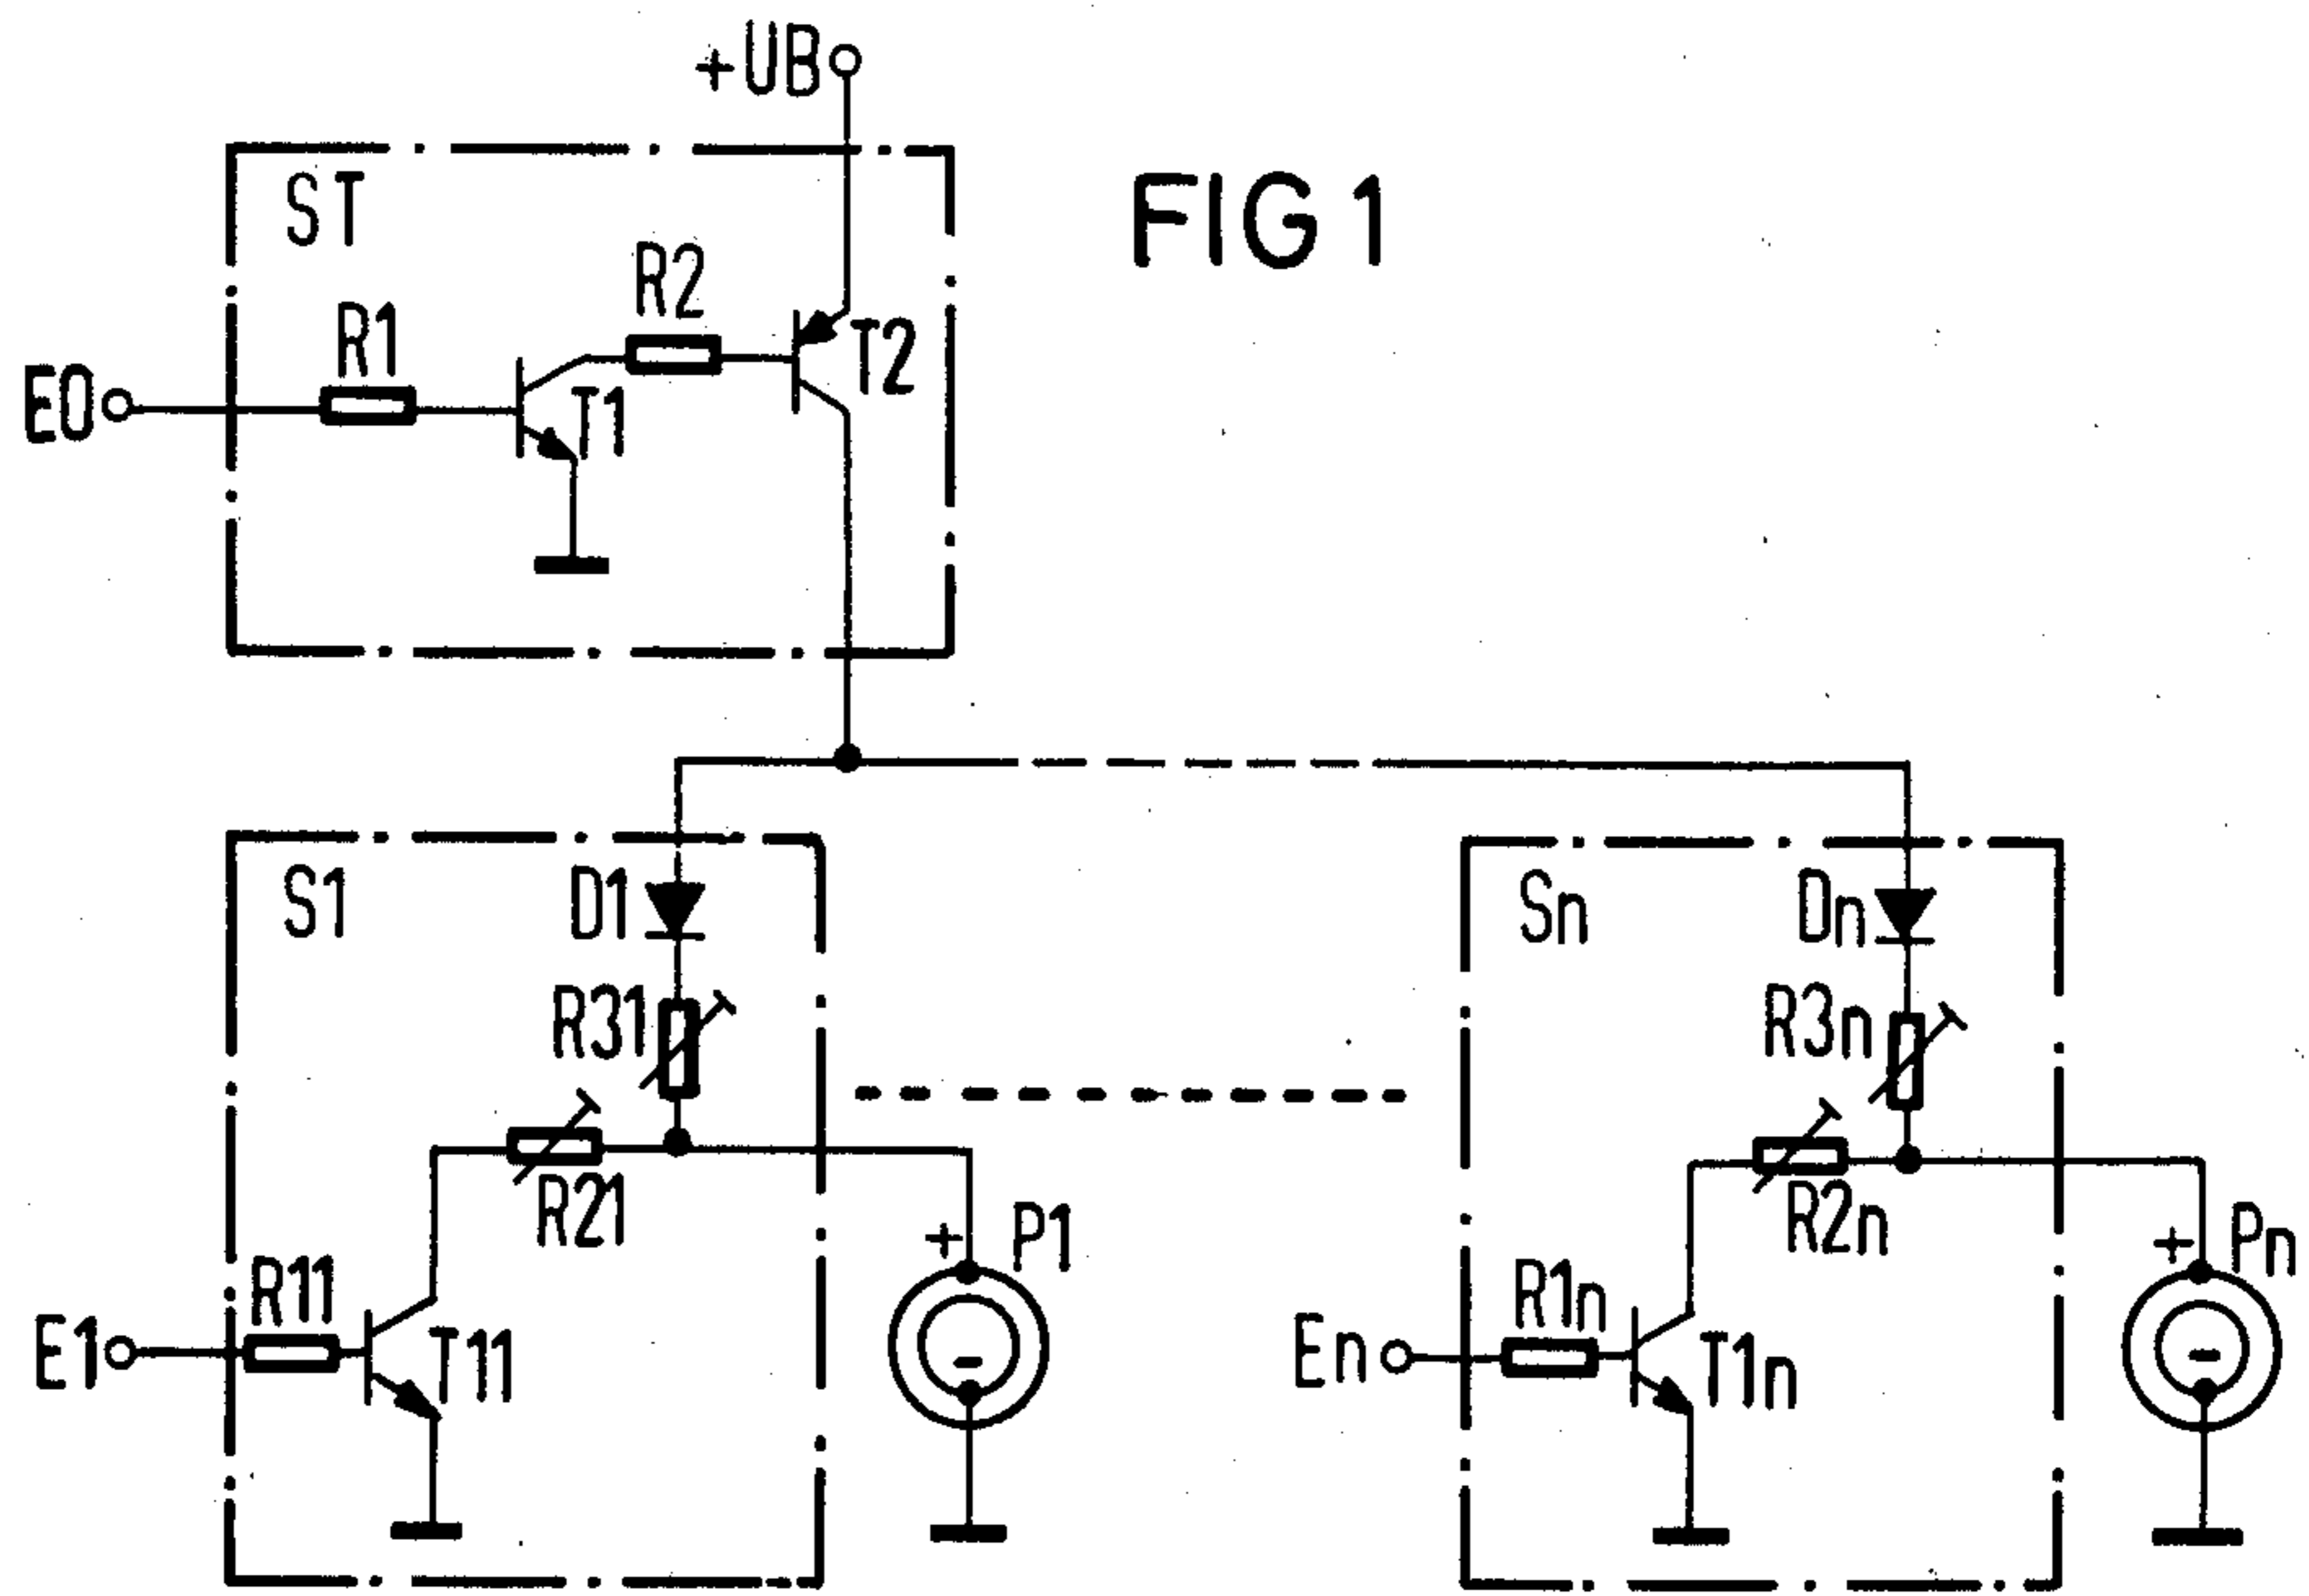 +UB
FIG 1
ST
R2
R1
T2
E0
T1
S1
D1
Sn
Dn
R31
R3n
R21
R2n
+ P1
+ Pn
R11
R1n
E1
T11
En
T1n
-
-